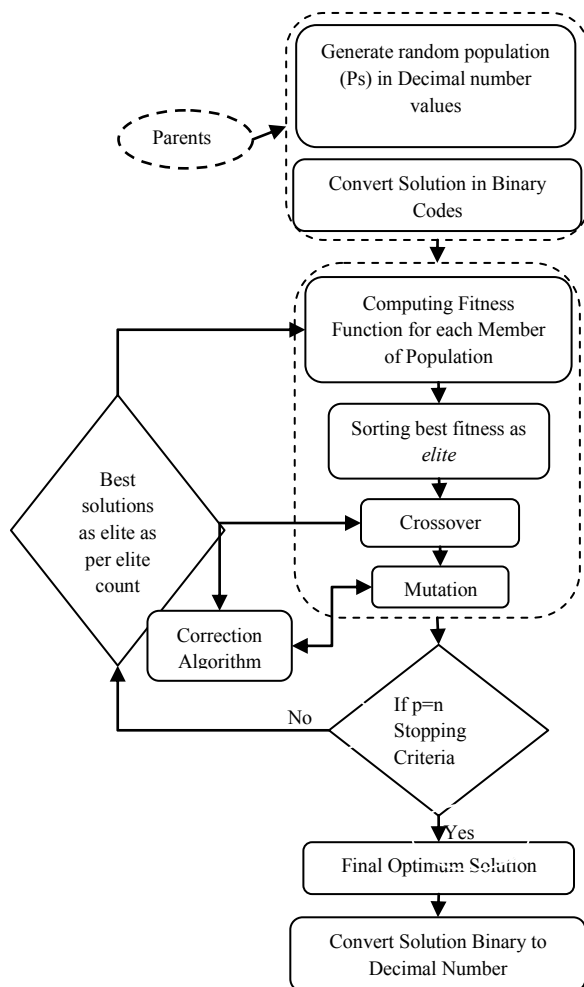 Generate random population
(Ps) in Decimal number
values
Parents
Convert Solution in Binary
Codes
Computing Fitness
Function for each Member
of Population
Sorting best fitness as
elite
Best
solutions
as elite as
per elite
count
Crossover
Mutation
Correction
Algorithm
No
If p=n
Stopping
Criteria
Yes
Final Optimum Solution
Convert Solution Binary to
Decimal Number